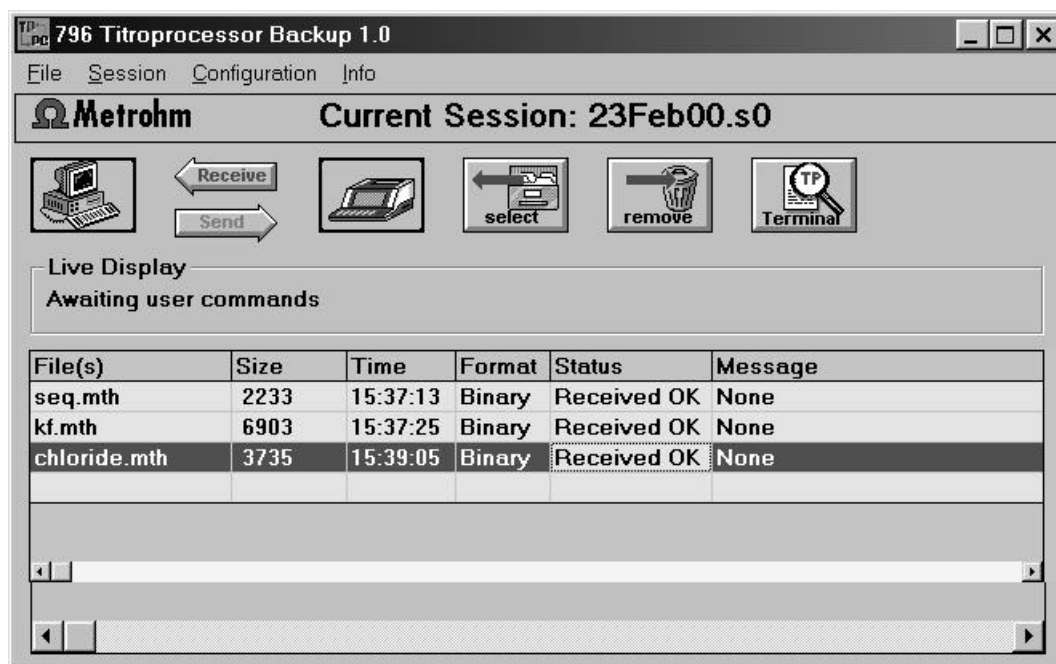 TP PC 796 Titroprocessor Backup 1.0
File Session Configuration Info
Metrohm Current Session: 23Feb00.s0
Receive
Send
select
remove
TP
Terminal
Live Display
Awaiting user commands
File(s) Size Time Format Status Message
seq.mth 2233 15:37:13 Binary Received OK None
kf.mth 6903 15:37:25 Binary Received OK None
chloride.mth 3735 15:39:05 Binary Received OK None